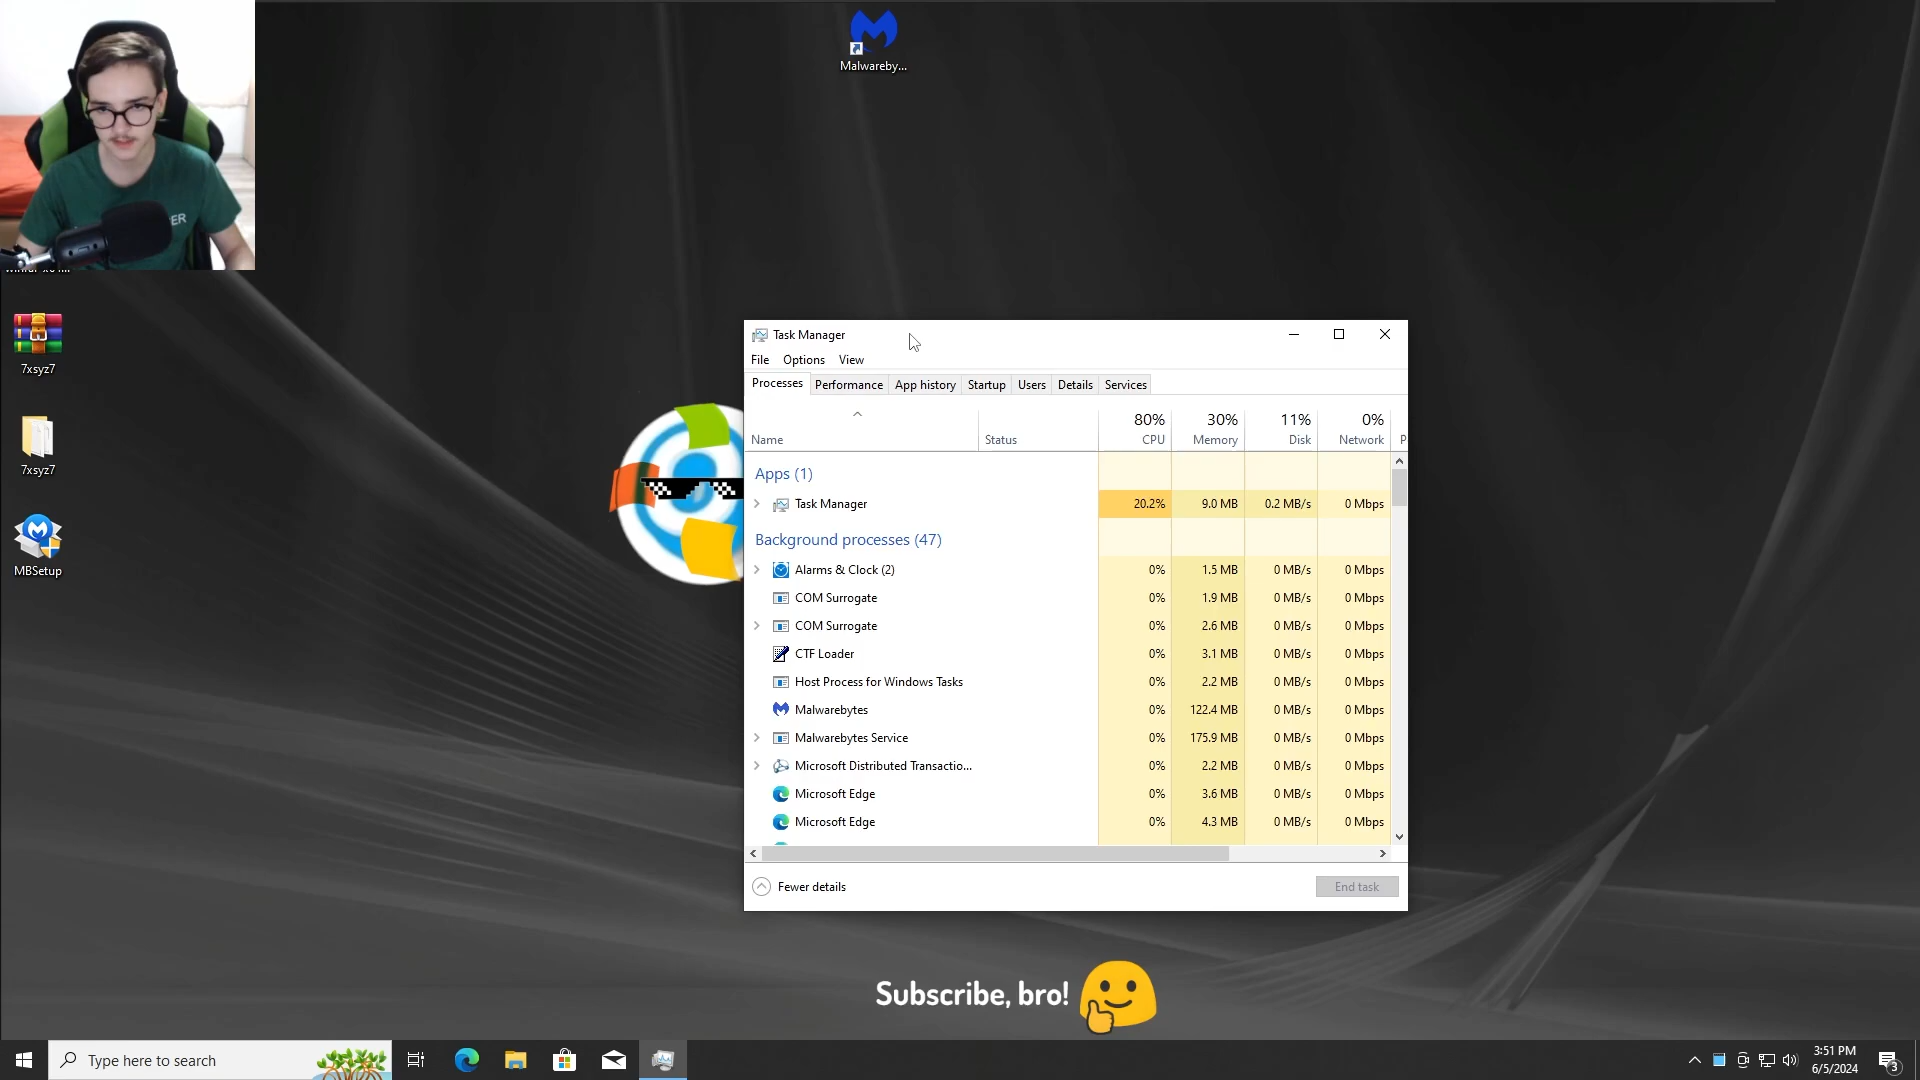 Malwareby...
ER
7xsyz7
7xsyz7
MBSetup
Task Manager
File Options View
Processes Performance App history Startup Users Details Services
80% 30% 11% 0%
Name Status CPU Memory Disk Network P
Apps (1)
Task Manager 20.2% 9.0 MB 0.2 MB/s 0 Mbps
Background processes (47)
Alarms & Clock (2) 0% 1.5 MB 0 MB/s 0 Mbps
COM Surrogate 0% 1.9 MB 0 MB/s 0 Mbps
COM Surrogate 0% 2.6 MB 0 MB/s 0 Mbps
CTF Loader 0% 3.1 MB 0 MB/s 0 Mbps
Host Process for Windows Tasks 0% 2.2 MB 0 MB/s 0 Mbps
Malwarebytes 0% 122.4 MB 0 MB/s 0 Mbps
Malwarebytes Service 0% 175.9 MB 0 MB/s 0 Mbps
Microsoft Distributed Transactio... 0% 2.2 MB 0 MB/s 0 Mbps
Microsoft Edge 0% 3.6 MB 0 MB/s 0 Mbps
Microsoft Edge 0% 4.3 MB 0 MB/s 0 Mbps
Fewer details End task
Subscribe, bro!
Type here to search
3:51 PM
6/5/2024
3